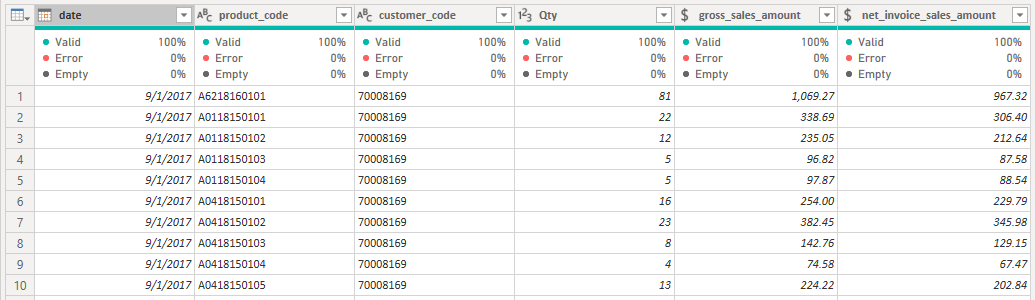 date ABC product_code ABC customer_code 123 Qty $ gross_sales_amount $ net_invoice_sales_amount
Valid 100% Valid 100% Valid 100% Valid 100% Valid 100% Valid 100%
Error 0% Error 0% Error 0% Error 0% Error 0% Error 0%
Empty 0% Empty 0% Empty 0% Empty 0% Empty 0% Empty 0%
1 9/1/2017 A6218160101 70008169 81 1,069.27 967.32
2 9/1/2017 A0118150101 70008169 22 338.69 306.40
3 9/1/2017 A0118150102 70008169 12 235.05 212.64
4 9/1/2017 A0118150103 70008169 5 96.82 87.58
5 9/1/2017 A0118150104 70008169 5 97.87 88.54
6 9/1/2017 A0418150101 70008169 16 254.00 229.79
7 9/1/2017 A0418150102 70008169 23 382.45 345.98
8 9/1/2017 A0418150103 70008169 8 142.76 129.15
9 9/1/2017 A0418150104 70008169 4 74.58 67.47
10 9/1/2017 A0418150105 70008169 13 224.22 202.84